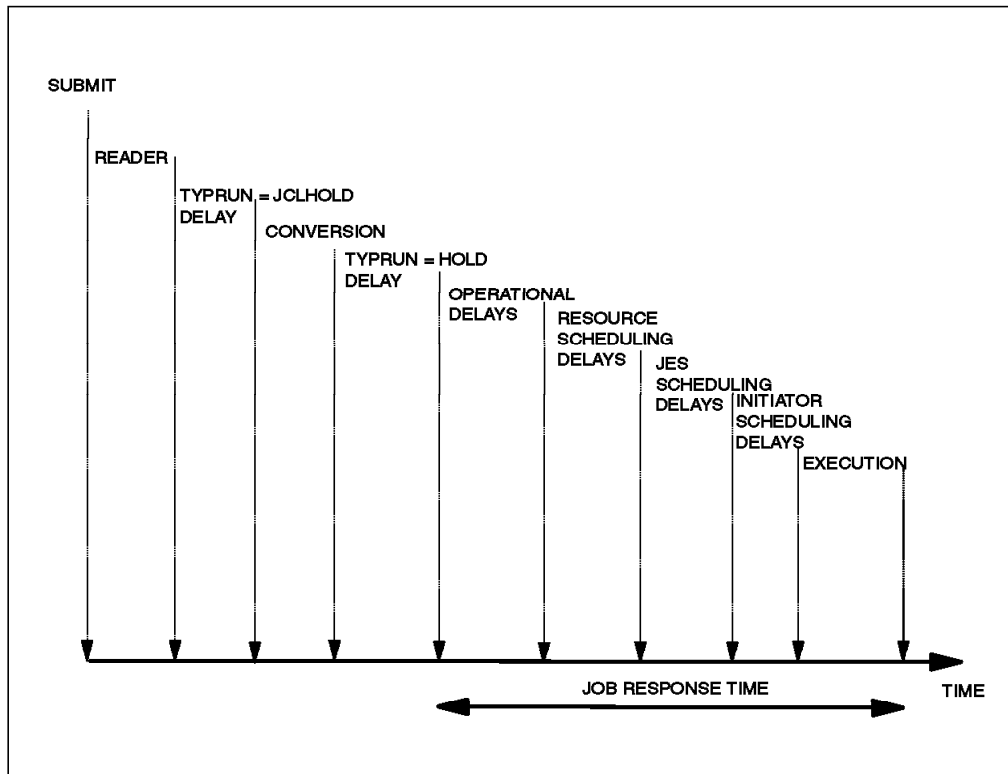 SUBMIT
READER
TYPRUN = JCLHOLD
DELAY
CONVERSION
TYPRUN = HOLD
DELAY
OPERATIONAL
DELAYS
RESOURCE
SCHEDULING
DELAYS
JES
SCHEDULING
DELAYS
INITIATOR
SCHEDULING
DELAYS
EXECUTION
JOB RESPONSE TIME
TIME